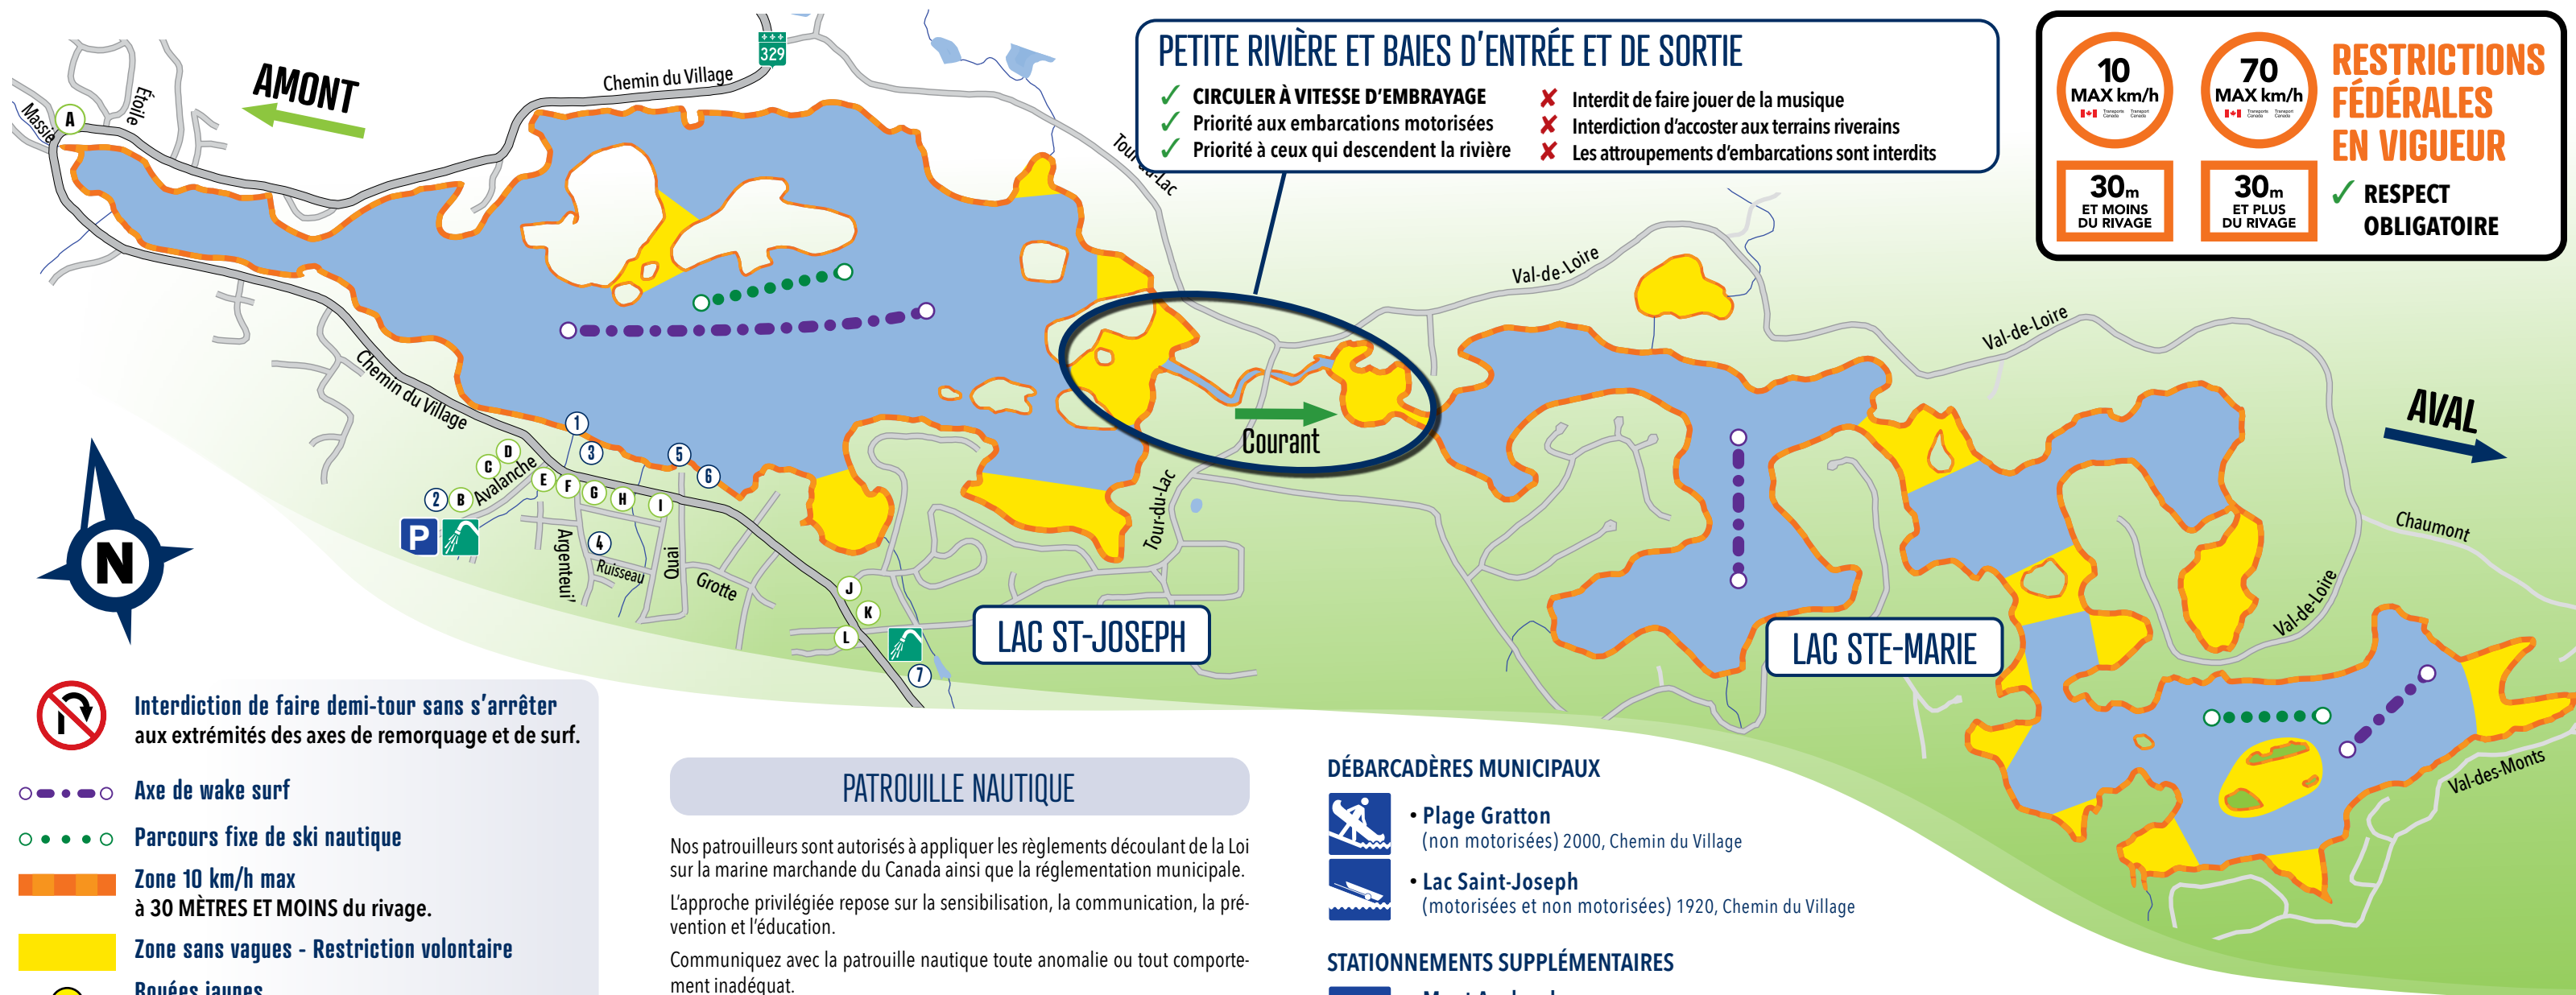 PETITE RIVIÈRE ET BAIES D'ENTRÉE ET DE SORTIE
✓ CIRCULER À VITESSE D'EMBRAYAGE
✓ Priorité aux embarcations motorisées
✓ Priorité à ceux qui descendent la rivière
✘ Interdit de faire jouer de la musique
✘ Interdiction d'accoster aux terrains riverains
✘ Les attroupements d'embarcations sont interdits
10
MAX km/h
Transports Canada
Transport Canada
30m
ET MOINS
DU RIVAGE
70
MAX km/h
Transports Canada
Transport Canada
30m
ET PLUS
DU RIVAGE
RESTRICTIONS
FÉDÉRALES
EN VIGUEUR
✓ RESPECT
OBLIGATOIRE
329
AMONT
Chemin du Village
Étoile
Massie
A
Tour-du-Lac
Val-de-Loire
Val-de-Loire
AVAL
Chemin du Village
Courant
1
D
3
5
C
6
Avalanche
E
F
G
H
I
2
B
P
Argenteuil
4
Ruisseau
Quai
Grotte
Tour-du-Lac
Chaumont
N
J
K
L
7
Val-de-Loire
LAC ST-JOSEPH
LAC STE-MARIE
Val-des-Monts
Interdiction de faire demi-tour sans s'arrêter
aux extrémités des axes de remorquage et de surf.
Axe de wake surf
Parcours fixe de ski nautique
Zone 10 km/h max
à 30 MÈTRES ET MOINS du rivage.
Zone sans vagues - Restriction volontaire
Bouées jaunes
PATROUILLE NAUTIQUE
Nos patrouilleurs sont autorisés à appliquer les règlements découlant de la Loi
sur la marine marchande du Canada ainsi que la réglementation municipale.
L'approche privilégiée repose sur la sensibilisation, la communication, la pré-
vention et l'éducation.
Communiquez avec la patrouille nautique toute anomalie ou tout comporte-
ment inadéquat.
DÉBARCADÈRES MUNICIPAUX
• Plage Gratton
(non motorisées) 2000, Chemin du Village
• Lac Saint-Joseph
(motorisées et non motorisées) 1920, Chemin du Village
STATIONNEMENTS SUPPLÉMENTAIRES